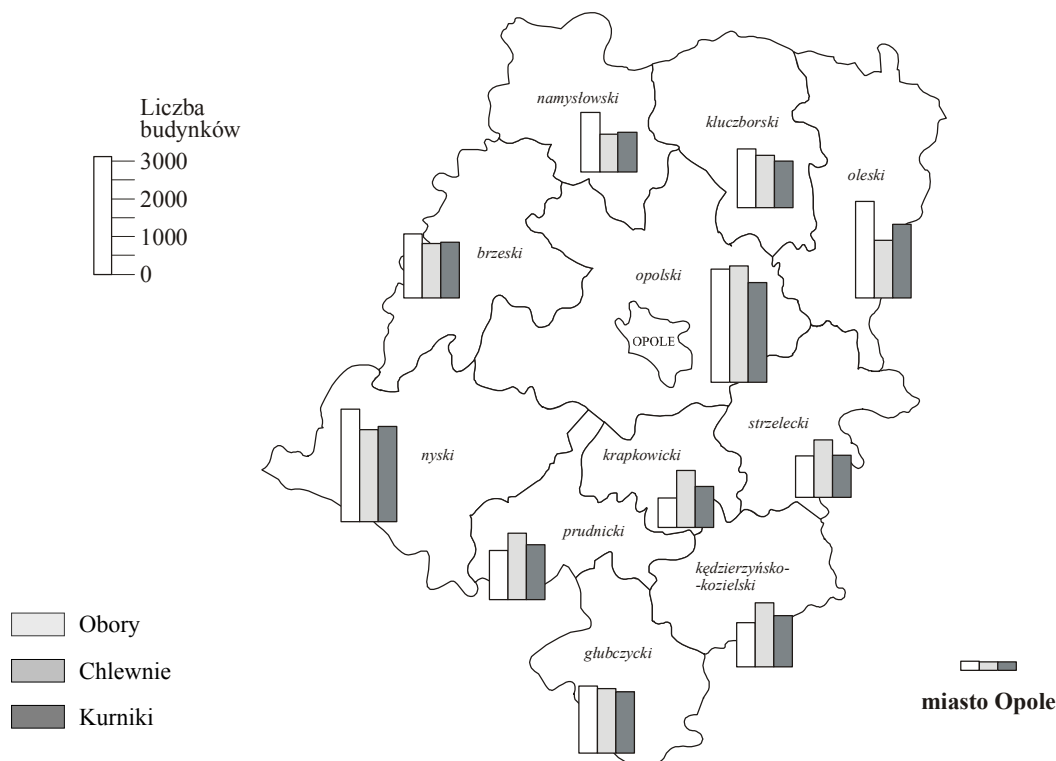 Liczba
budynków
3000
2000
1000
0
namysłowski
kluczborski
oleski
brzeski
opolski
OPOLE
strzelecki
nyski
krapkowicki
prudnicki
kędzierzyńsko-
-kozielski
głubczycki
Obory
Chlewnie
Kurniki
miasto Opole